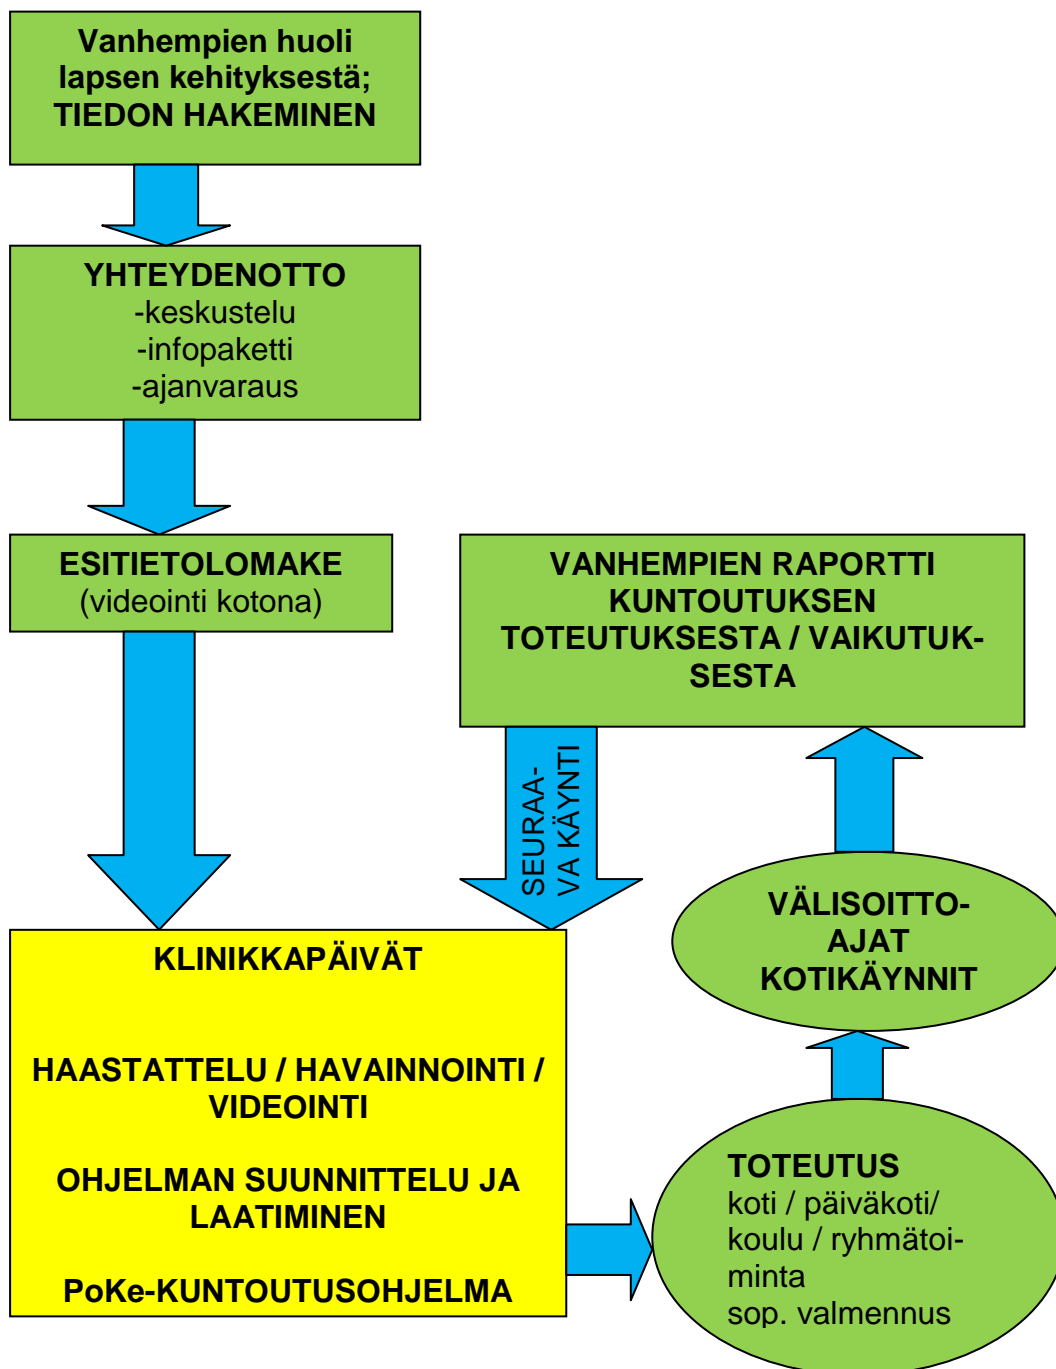 Vanhempien huoli
lapsen kehityksestä;
TIEDON HAKEMINEN
YHTEYDENOTTO
-keskustelu
-infopaketti
-ajanvaraus
ESITIETOLOMAKE
(videointi kotona)
VANHEMPIEN RAPORTTI
KUNTOUTUKSEN
TOTEUTUKSESTA / VAIKUTUK-
SESTA
SEURAA-
VA KÄYNTI
KLINIKKAPÄIVÄT
HAASTATTELU / HAVAINNOINTI /
VIDEOINTI
OHJELMAN SUUNNITTELU JA
LAATIMINEN
PoKe-KUNTOUTUSOHJELMA
VÄLISOITTO-
AJAT
KOTIKÄYNNIT
TOTEUTUS
koti / päiväkoti/
koulu / ryhmätoi-
minta
sop. valmennus